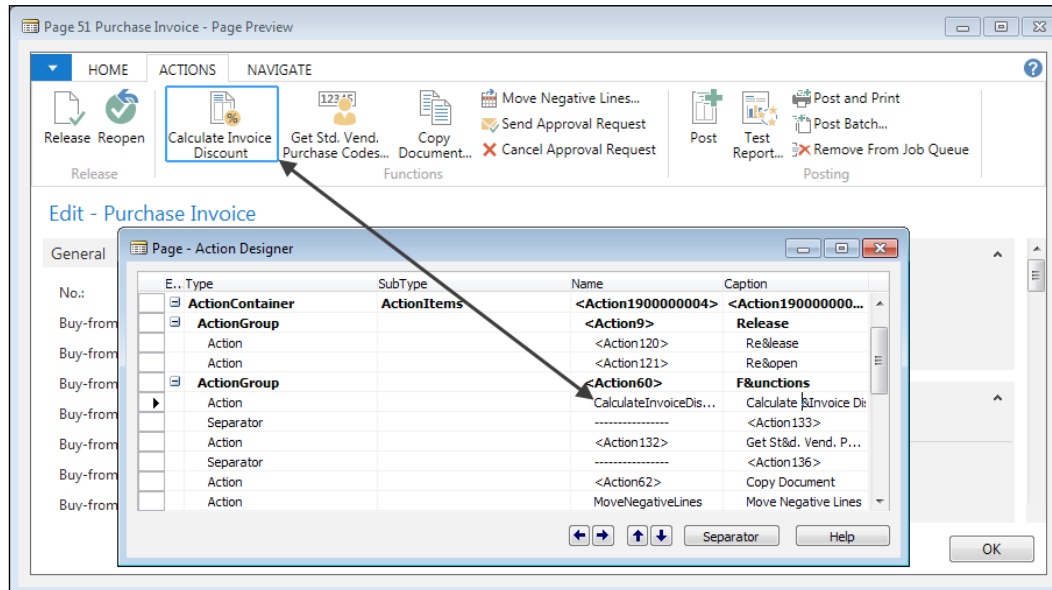 Page 51 Purchase Invoice - Page Preview
HOME ACTIONS NAVIGATE
Release Reopen
Release
Calculate Invoice
Discount
12345
Get Std. Vend.
Purchase Codes...
Copy
Document...
Move Negative Lines...
Send Approval Request
Cancel Approval Request
Functions
Post
Test
Report...
Post and Print
Post Batch...
Remove From Job Queue
Posting
Edit - Purchase Invoice
General
No.:
Buy-from
Buy-from
Buy-from
Buy-from
Buy-from
Buy-from
Buy-from
Page - Action Designer
E.. Type SubType Name Caption
ActionContainer ActionItems <Action1900000004> <Action190000000...
ActionGroup <Action9> Release
Action <Action120> Re&lease
Action <Action121> Re&open
ActionGroup <Action60> F&unctions
Action CalculateInvoiceDis... Calculate &Invoice Di
Separator ---------------- <Action133>
Action <Action132> Get St&d. Vend. P...
Separator ---------------- <Action136>
Action <Action62> Copy Document
Action MoveNegativeLines Move Negative Lines
Separator Help
OK